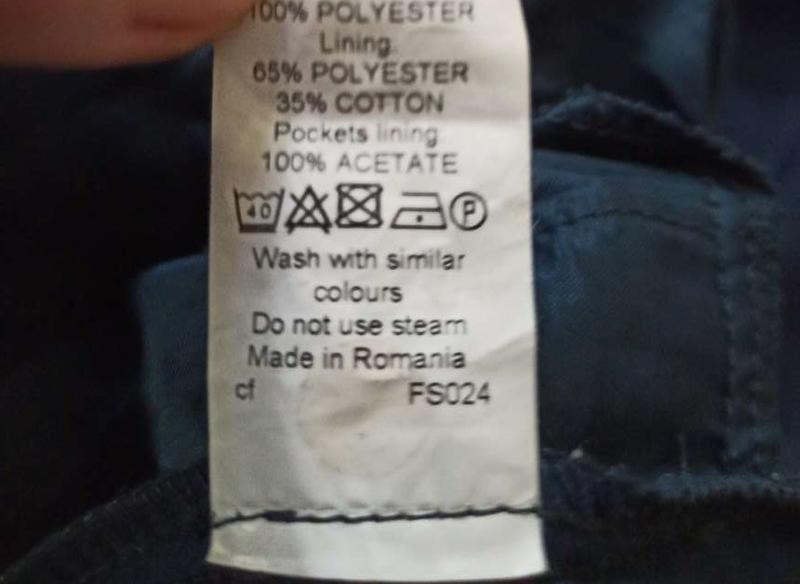 100% POLYESTER
Lining
65% POLYESTER
35% COTTON
Pockets lining
100% ACETATE
40 P
Wash with similar
colours
Do not use steam
Made in Romania
cf FS024